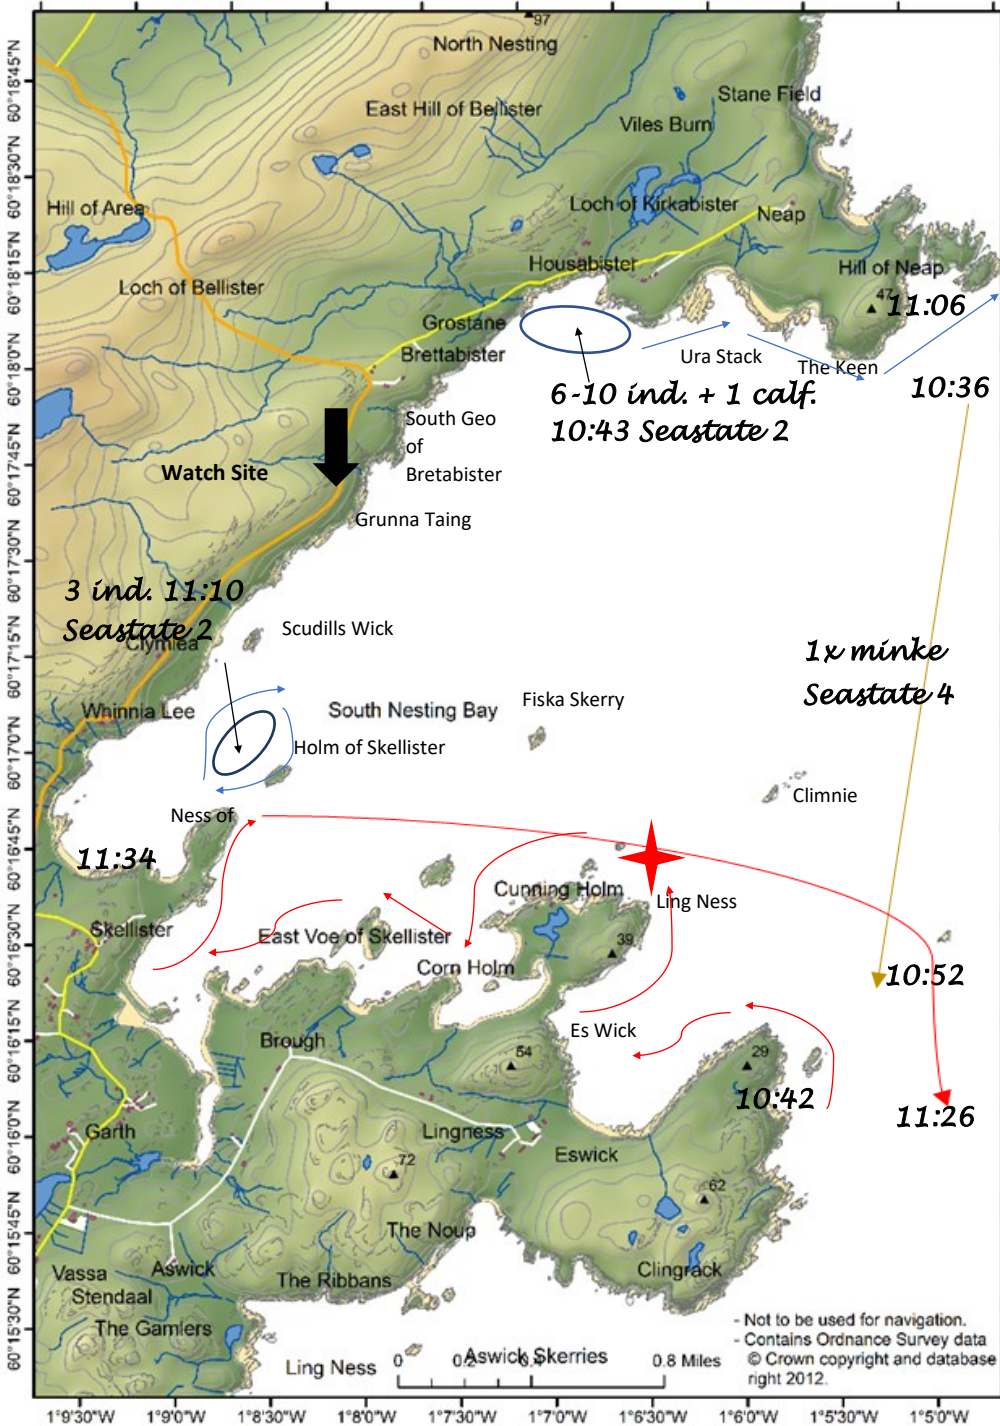 97
North Nesting
Stane Field
East Hill of Bellister
Viles Burn
Hill of Area
Loch of Kirkabister
Neap
Housabister
Hill of Neap
Loch of Bellister
47
11:06
Grostane
Brettabister
Ura Stack
The Keen
6-10 ind. + 1 calf.
10:43 Seastate 2
10:36
South Geo
of
Bretabister
Watch Site
Grunna Taing
3 ind. 11:10
Seastate 2
Clymlea
Scudills Wick
1x minke
Seastate 4
Whinnia Lee
South Nesting Bay
Fiska Skerry
Holm of Skellister
Climnie
Ness of
11:34
Cunning Holm
Ling Ness
Skellister
East Voe of Skellister
39
Corn Holm
10:52
Es Wick
Brough
54
29
10:42
11:26
Garth
Lingness
Eswick
72
62
The Noup
Vassa
Aswick
The Ribbans
Clingrack
Stendaal
The Gamlers
Ling Ness
Aswick Skerries
0 0.2 0.4 0.8 Miles
- Not to be used for navigation.
- Contains Ordnance Survey data
© Crown copyright and database
right 2012.
60°18'45"N
60°18'30"N
60°18'15"N
60°18'0"N
60°17'45"N
60°17'30"N
60°17'15"N
60°17'0"N
60°16'45"N
60°16'30"N
60°16'15"N
60°16'0"N
60°15'45"N
60°15'30"N
1°9'30"W 1°9'0"W 1°8'30"W 1°8'0"W 1°7'30"W 1°7'0"W 1°6'30"W 1°6'0"W 1°5'30"W 1°5'0"W